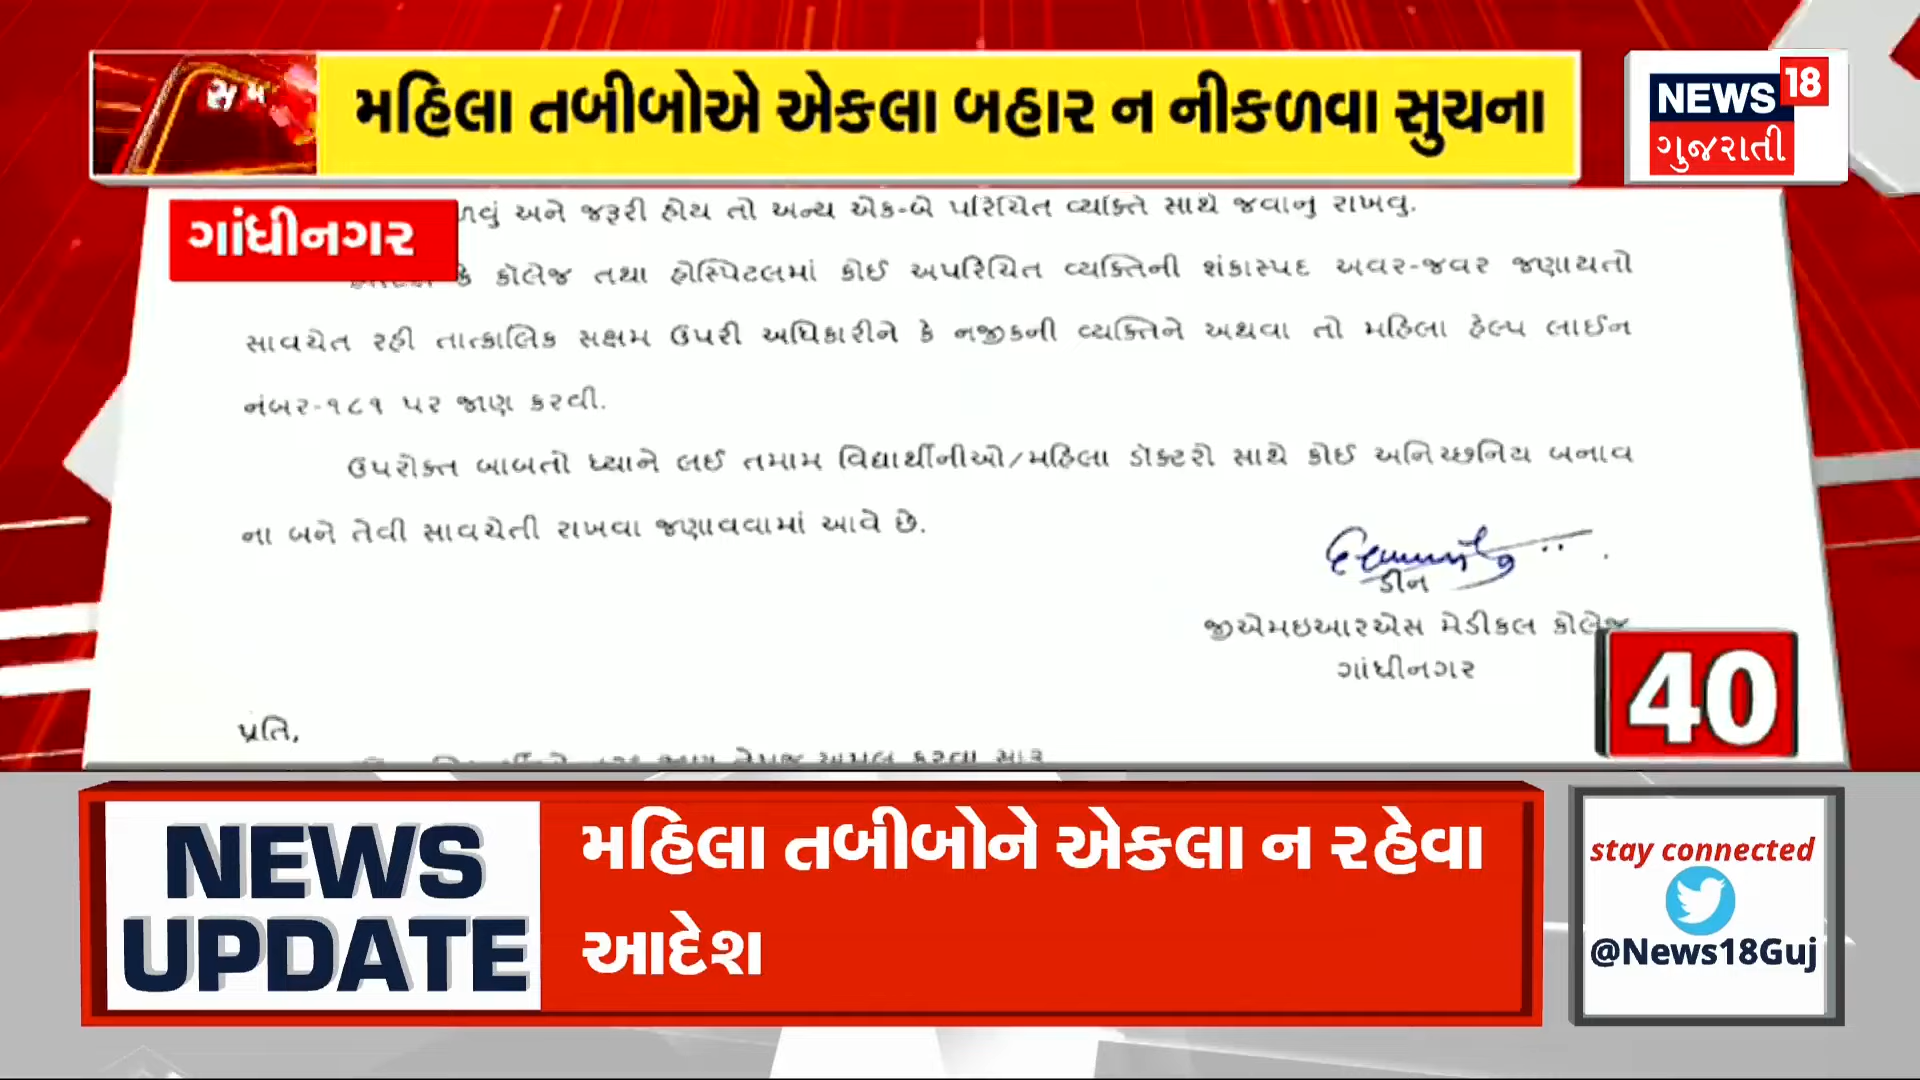 સમ
મહિલા તબીબોએ એકલા બહાર ન નીકળવા સુચના
NEWS 18
ગુજરાતી
ગાંધીનગર
અને જરૂરી હોય તો અન્ય એક-બે પરિચિત વ્યક્તિ સાથે જવાનુ રાખવુ.
કે કૉલેજ તથા હોસ્પિટલમાં કોઈ અપરિચિત વ્યક્તિની શંકાસ્પદ અવર-જવર જણાયતો
સાવચેત રહી તાત્કાલિક સક્ષમ ઉપરી અધિકારીને કે નજીકની વ્યક્તિને અથવા તો મહિલા હેલ્પ લાઈન
નંબર-૧૮૧ પર જાણ કરવી.
ઉપરોક્ત બાબતો ધ્યાને લઈ તમામ વિદ્યાર્થીનીઓ/મહિલા ડૉક્ટરો સાથે કોઈ અનિચ્છનિય બનાવ
ના બને તેવી સાવચેતી રાખવા જણાવવામાં આવે છે.
ડીન
જીએમઇઆરએસ મેડીકલ કોલેજ
ગાંધીનગર
40
પ્રતિ,
NEWS
UPDATE
મહિલા તબીબોને એકલા ન રહેવા
આદેશ
stay connected
@News18Guj